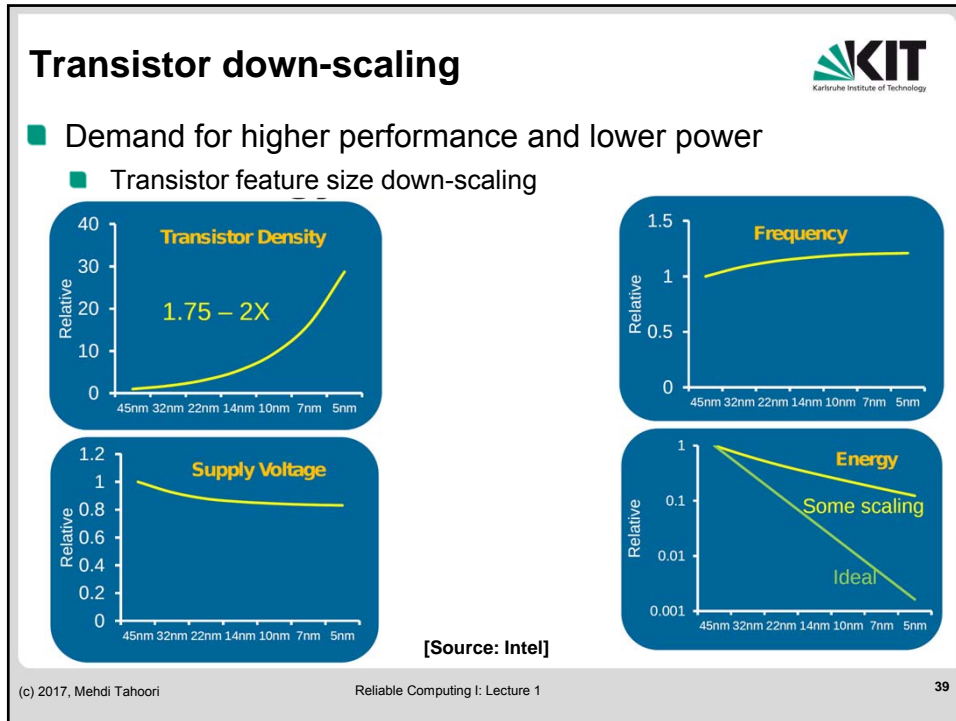 Transistor down-scaling
KIT
Karlsruhe Institute of Technology
Demand for higher performance and lower power
Transistor feature size down-scaling
Transistor Density
Relative
40
30
20
10
0
1.75 – 2X
45nm 32nm 22nm 14nm 10nm 7nm 5nm
Frequency
Relative
1.5
1
0.5
0
45nm 32nm 22nm 14nm 10nm 7nm 5nm
Supply Voltage
Relative
1.2
1
0.8
0.6
0.4
0.2
0
45nm 32nm 22nm 14nm 10nm 7nm 5nm
Energy
Relative
1
0.1
0.01
0.001
Some scaling
Ideal
45nm 32nm 22nm 14nm 10nm 7nm 5nm
[Source: Intel]
(c) 2017, Mehdi Tahoori
Reliable Computing I: Lecture 1
39